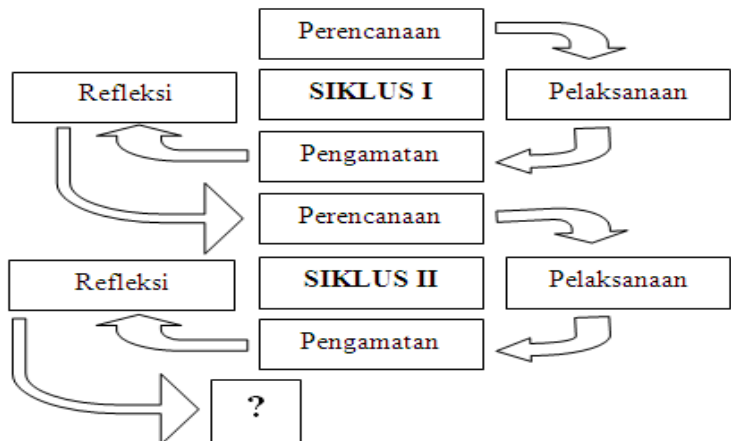 Perencanaan
Refleksi
SIKLUS I
Pelaksanaan
Pengamatan
Perencanaan
Refleksi
SIKLUS II
Pelaksanaan
Pengamatan
?